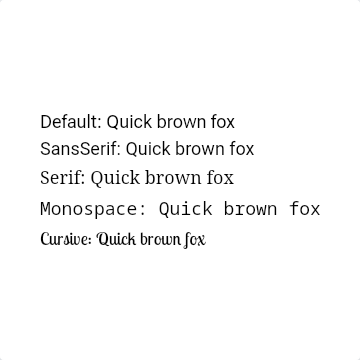 Default: Quick brown fox
SansSerif: Quick brown fox
Serif: Quick brown fox
Monospace: Quick brown fox
Cursive: Quick brown fox